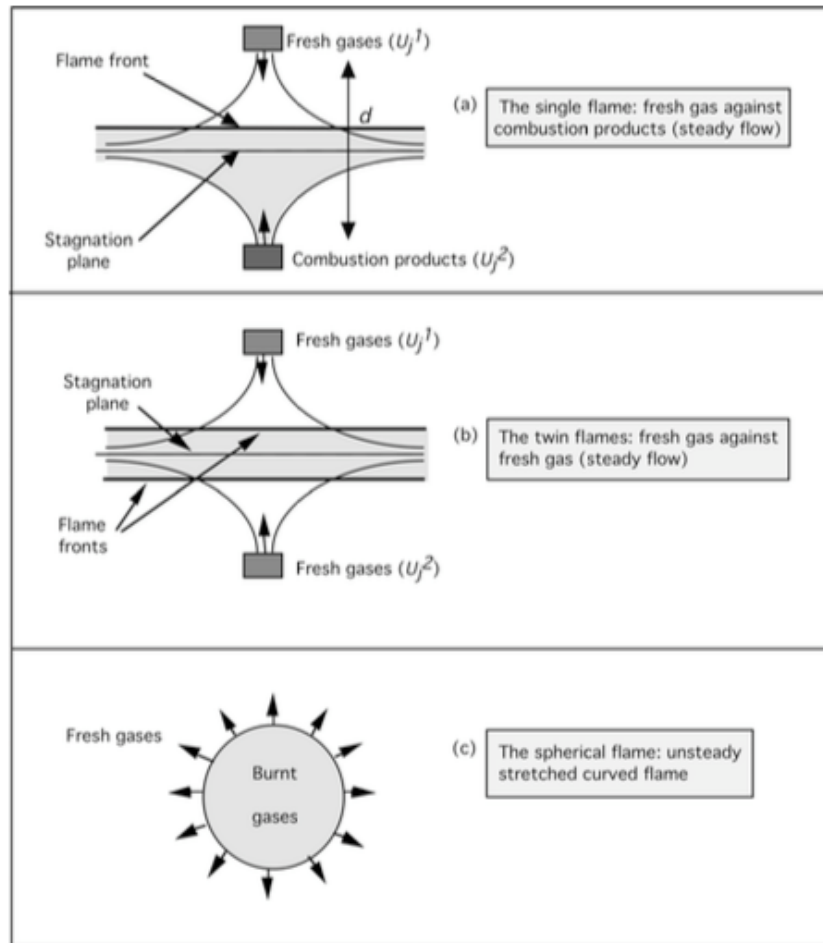 Fresh gases (U_j^1)
Flame front
d
(a)
The single flame: fresh gas against
combustion products (steady flow)
Stagnation
plane
Combustion products (U_j^2)
Fresh gases (U_j^1)
Stagnation
plane
(b)
The twin flames: fresh gas against
fresh gas (steady flow)
Flame
fronts
Fresh gases (U_j^2)
Fresh gases
(c)
The spherical flame: unsteady
stretched curved flame
Burnt
gases